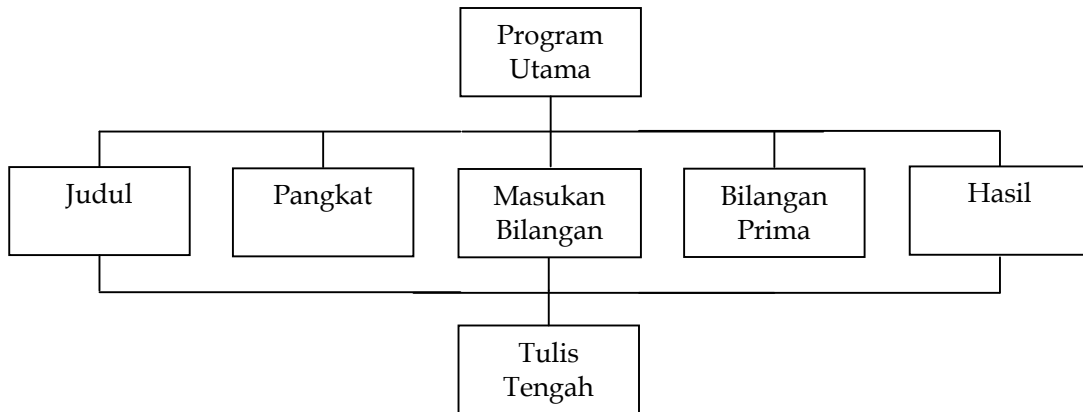 Program
Utama
Judul
Pangkat
Masukan
Bilangan
Bilangan
Prima
Hasil
Tulis
Tengah